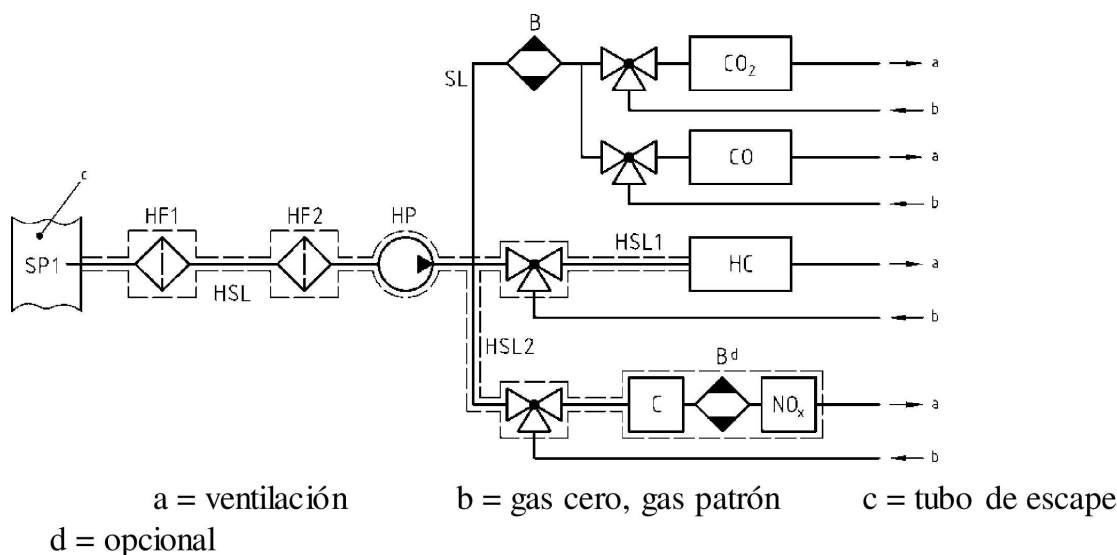 B
SL
CO₂
a
b
c
CO
a
HF1
HF2
HP
b
HSL1
SP1
HC
a
HSL
b
HSL2
B d
C
NOₓ
a
b
a = ventilación b = gas cero, gas patrón c = tubo de escape
d = opcional